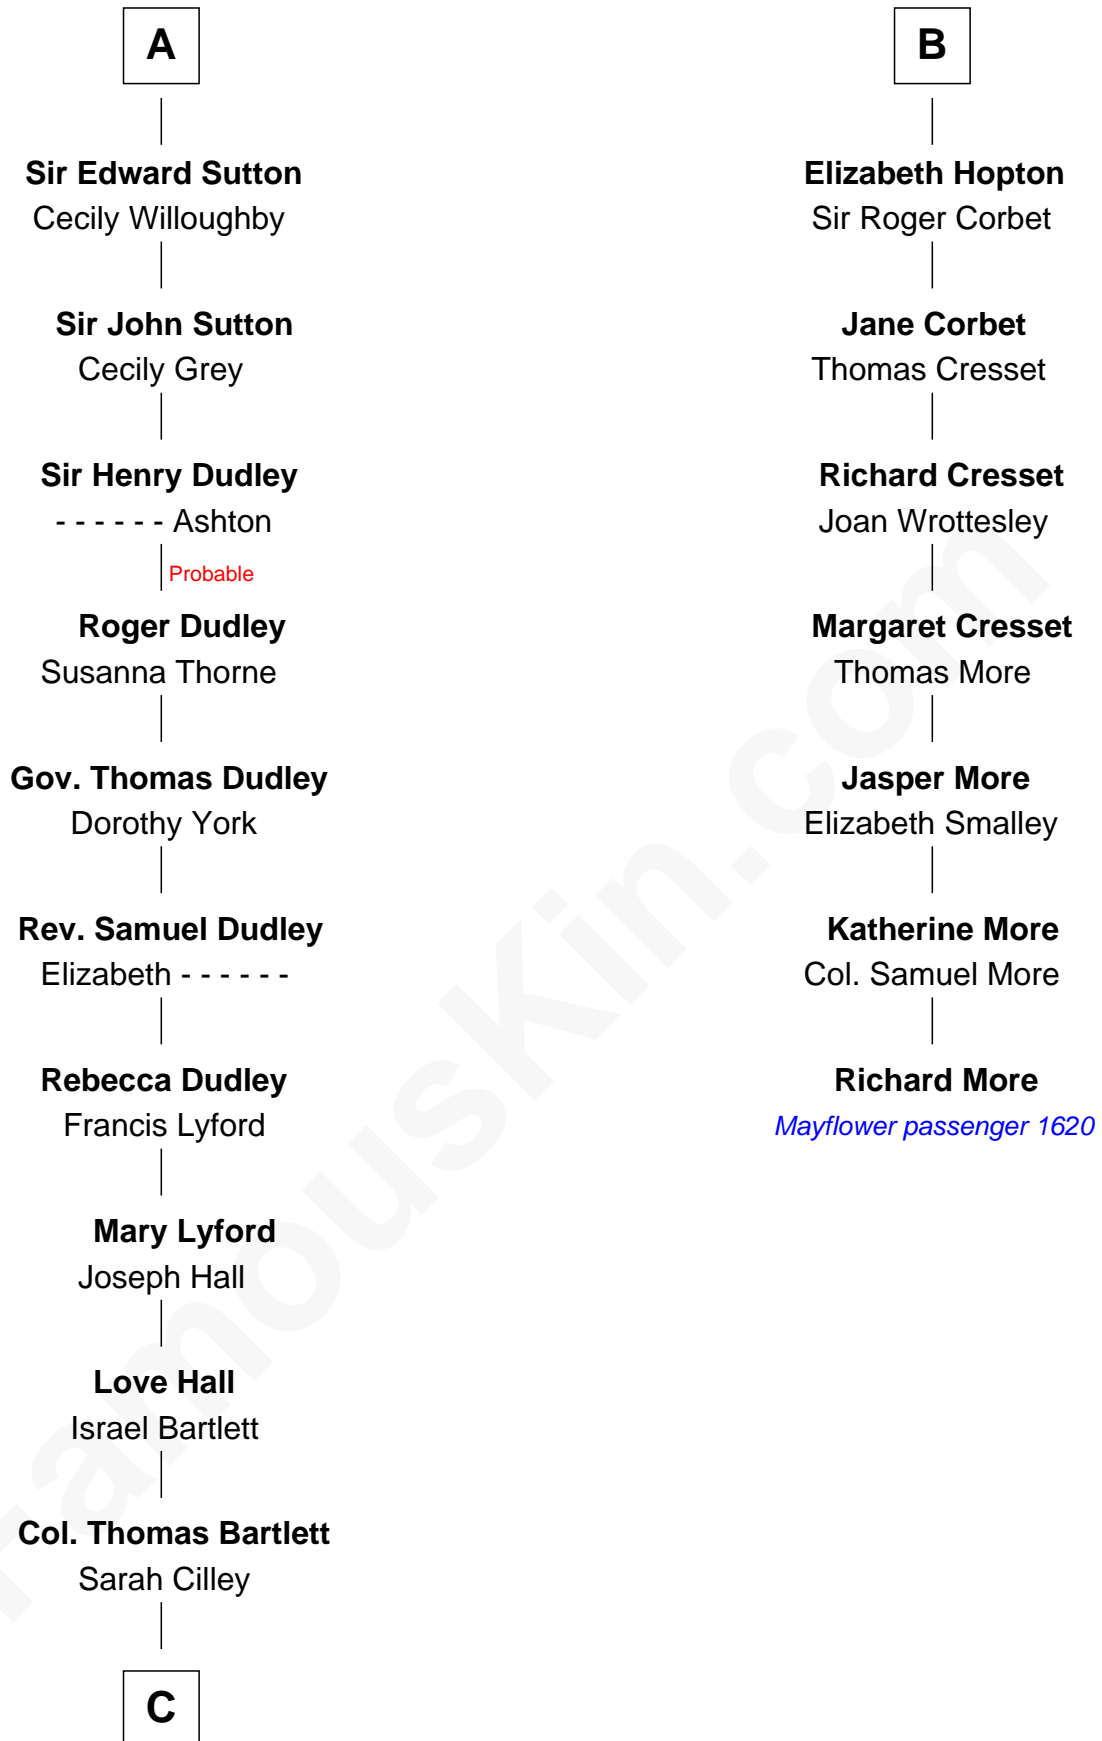 A
Sir Edward Sutton
Cecily Willoughby
Sir John Sutton
Cecily Grey
Sir Henry Dudley
- - - - - - Ashton
Probable
Roger Dudley
Susanna Thorne
Gov. Thomas Dudley
Dorothy York
Rev. Samuel Dudley
Elizabeth - - - - - -
Rebecca Dudley
Francis Lyford
Mary Lyford
Joseph Hall
Love Hall
Israel Bartlett
Col. Thomas Bartlett
Sarah Cilley
C
B
Elizabeth Hopton
Sir Roger Corbet
Jane Corbet
Thomas Cresset
Richard Cresset
Joan Wrottesley
Margaret Cresset
Thomas More
Jasper More
Elizabeth Smalley
Katherine More
Col. Samuel More
Richard More
Mayflower passenger 1620
FamousKin.com